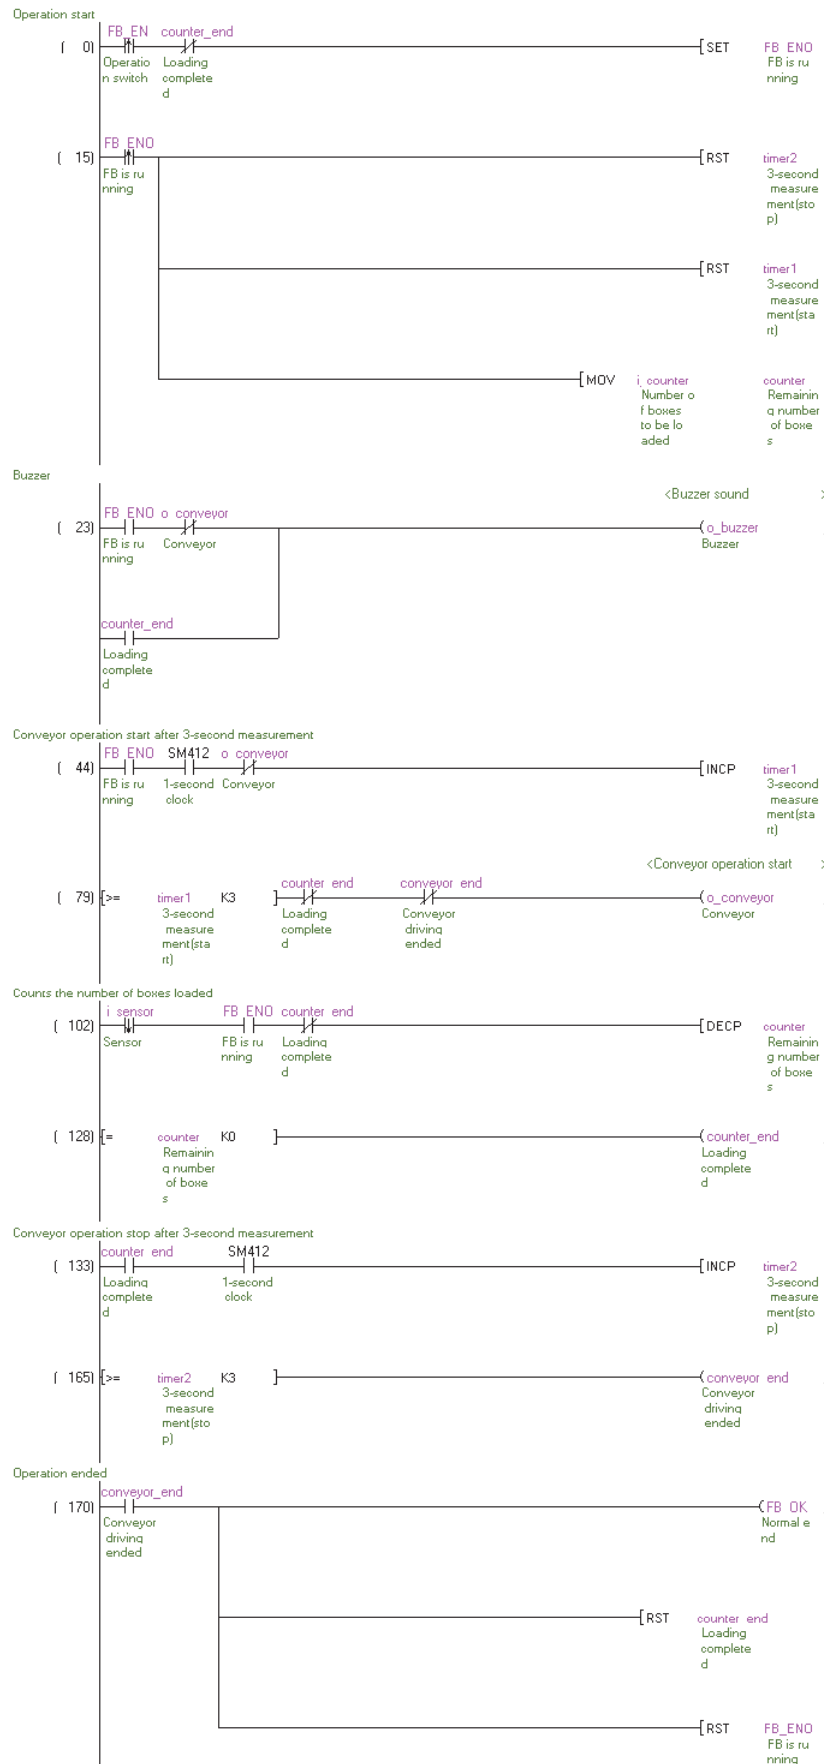 Operation start
FB_EN counter_end
( 0) [SET FB_ENO
Operatio Loading FB is ru
n switch complete nning
d
FB_ENO
( 15) [RST timer2
FB is ru 3-second
nning measure
ment(sto
p)
[RST timer1
3-second
measure
ment(sta
rt)
[MOV i_counter counter
Number o Remainin
f boxes g number
to be lo of boxe
aded s
Buzzer
<Buzzer sound >
FB_ENO o_conveyor
( 23) (o_buzzer
FB is ru Conveyor Buzzer
nning
counter_end
Loading
complete
d
Conveyor operation start after 3-second measurement
FB_ENO SM412 o_conveyor
( 44) [INCP timer1
FB is ru 1-second Conveyor 3-second
nning clock measure
ment(sta
rt)
<Conveyor operation start >
counter_end conveyor_end
( 79) [>= timer1 K3 ] (o_conveyor
3-second Loading Conveyor Conveyor
measure complete driving
ment(sta d ended
rt)
Counts the number of boxes loaded
i_sensor FB_ENO counter_end
( 102) [DECP counter
Sensor FB is ru Loading Remainin
nning complete g number
d of boxe
s
( 128) [= counter K0 ] (counter_end
Remainin Loading
g number complete
of boxe d
s
Conveyor operation stop after 3-second measurement
counter_end SM412
( 133) [INCP timer2
Loading 1-second 3-second
complete clock measure
d ment(sto
p)
( 165) [>= timer2 K3 ] (conveyor_end
3-second Conveyor
measure driving
ment(sto ended
p)
Operation ended
conveyor_end
( 170) (FB_OK
Conveyor Normal e
driving nd
ended
[RST counter_end
Loading
complete
d
[RST FB_ENO
FB is ru
nning